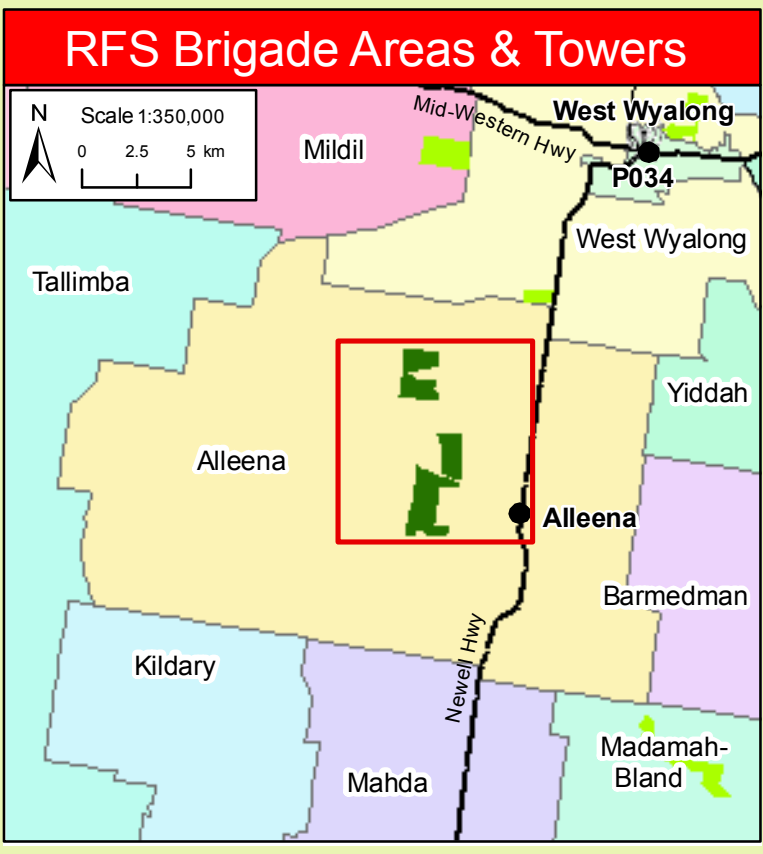 RFS Brigade Areas & Towers
N
Scale 1:350,000
0 2.5 5 km
Mid-Western Hwy
West Wyalong
Mildil
P034
West Wyalong
Tallimba
Yiddah
Alleena
Alleena
Barmedman
Newell Hwy
Kildary
Madamah-
Bland
Mahda